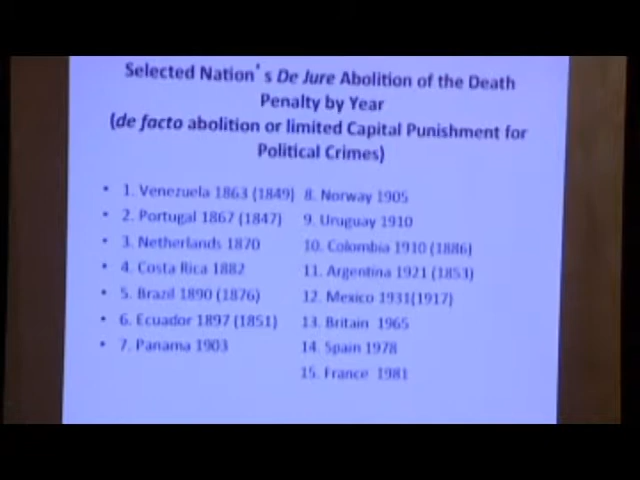 Selected Nation's De Jure Abolition of the Death
Penalty by Year
(de facto abolition or limited Capital Punishment for
Political Crimes)
• 1. Venezuela 1863 (1849)
• 2. Portugal 1867 (1847)
• 3. Netherlands 1870
• 4. Costa Rica 1882
• 5. Brazil 1890 (1876)
• 6. Ecuador 1897 (1851)
• 7. Panama 1903
8. Norway 1905
9. Uruguay 1910
10. Colombia 1910 (1886)
11. Argentina 1921 (1853)
12. Mexico 1931(1917)
13. Britain 1965
14. Spain 1978
15. France 1981